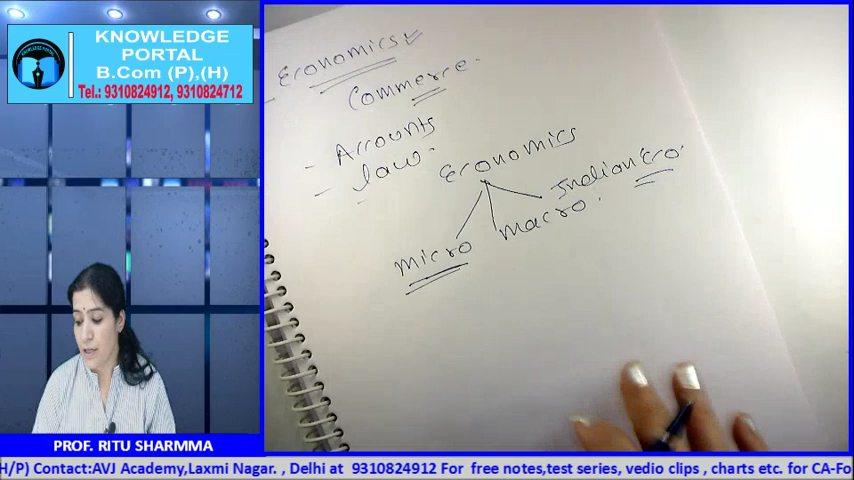 KNOWLEDGE
PORTAL
B.Com (P),(H)
Tel.: 9310824912, 9310824712
Economics
Commerce.
- Accounts
- law.
Economics
Micro
Macro.
Indian Eco.
PROF. RITU SHARMMA
H/P) Contact:AVJ Academy,Laxmi Nagar. , Delhi at 9310824912 For free notes,test series, vedio clips , charts etc. for CA-Fo